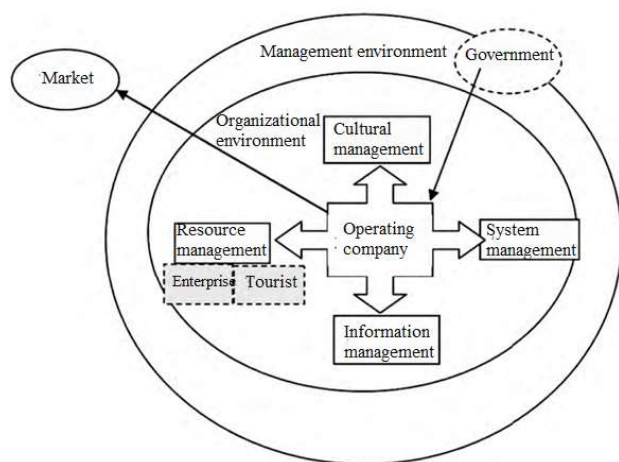 Management environment
Government
Market
Organizational
environment
Cultural
management
Resource
management
Operating
company
System
management
Enterprise
Tourist
Information
management